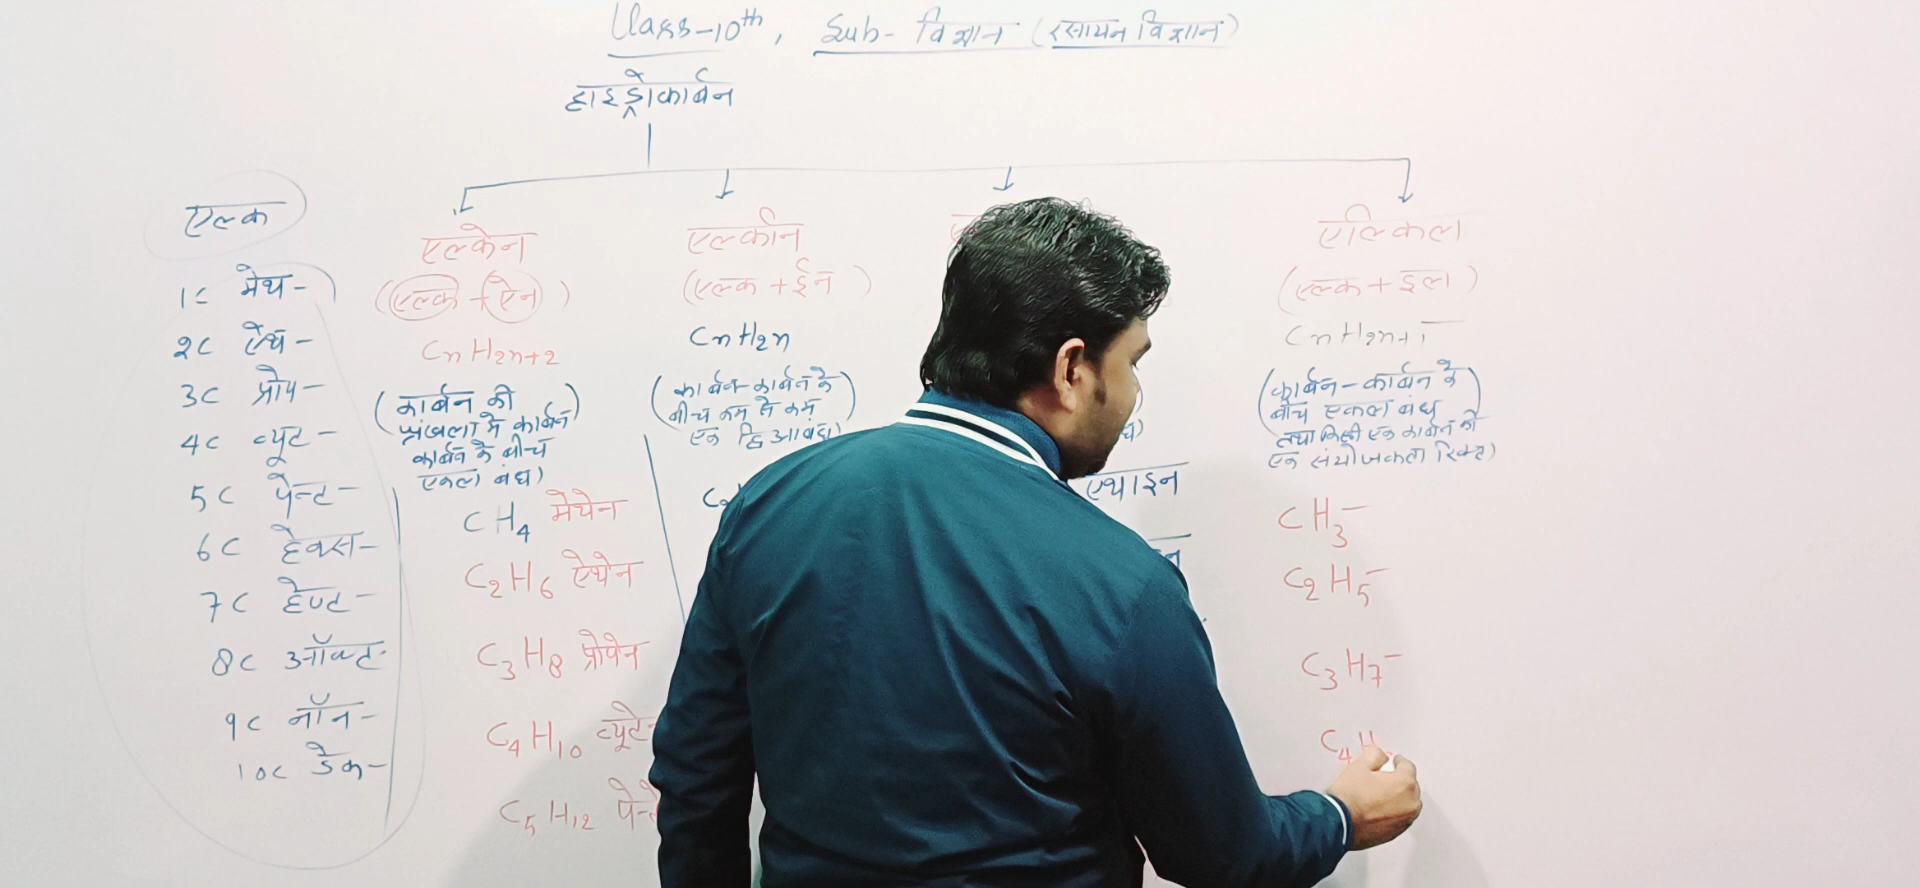 Class-10th, Sub- विज्ञान (रसायन विज्ञान)
हाइड्रोकार्बन
एल्क
1C मेथ-
2C ऐथ-
3C प्रोप-
4C ब्यूट-
5C पेन्ट-
6C हेक्स-
7C हेप्ट-
8C ऑक्ट-
9C नॉन-
10C डेक-
एल्केन
(एल्क + ऐन)
CnH2n+2
(कार्बन की
श्रृंखला में कार्बन
कार्बन के बीच
एकल बंध)
CH4 मेथेन
C2H6 ऐथेन
C3H8 प्रोपेन
C4H10 ब्यूटेन
C5H12
एल्कीन
(एल्क + ईन)
CnH2n
(कार्बन-कार्बन के
बीच कम से कम
एक द्विआबंध)
एथाइन
एल्किल
(एल्क + इल)
CnH2n+1-
(कार्बन-कार्बन के
बीच एकल बंध
तथा किसी एक कार्बन की
एक संयोजकता रिक्त)
CH3-
C2H5-
C3H7-
C4H